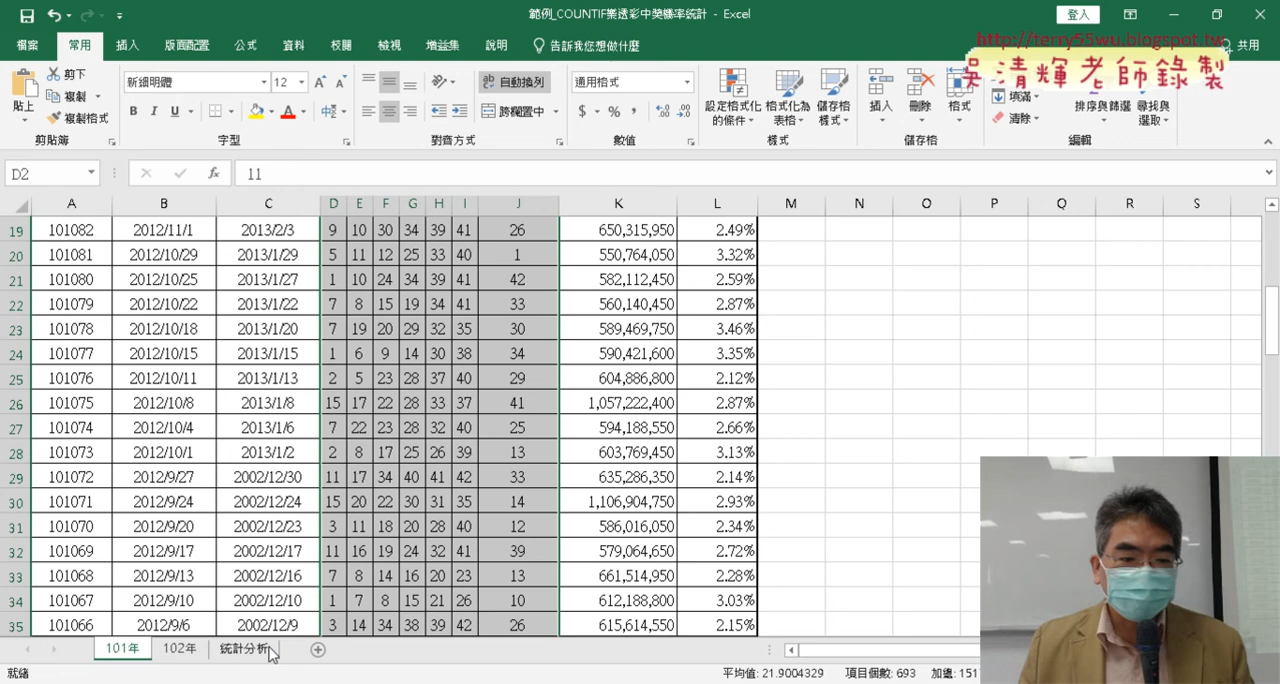 範例_COUNTIF樂透彩中獎機率統計 - Excel
登入
檔案 常用 插入 版面配置 公式 資料 校閱 檢視 增益集 說明 告訴我您想做什麼 共用
http://terry55wu.blogspot.tw
吳清輝老師錄製
貼上 剪下 複製 複製格式 剪貼簿
新細明體 12 B I U 字型
自動換列 跨欄置中 對齊方式
通用格式 $ % , 數值
設定格式化的條件 格式化為表格 儲存格樣式 樣式
插入 刪除 格式 儲存格
填滿 清除 排序與篩選 尋找與選取 編輯
D2 fx 11
A B C D E F G H I J K L M N O P Q R S
19 101082 2012/11/1 2013/2/3 9 10 30 34 39 41 26 650,315,950 2.49%
20 101081 2012/10/29 2013/1/29 5 11 12 25 33 40 1 550,764,050 3.32%
21 101080 2012/10/25 2013/1/27 1 10 24 34 39 41 42 582,112,450 2.59%
22 101079 2012/10/22 2013/1/22 7 8 15 19 34 41 33 560,140,450 2.87%
23 101078 2012/10/18 2013/1/20 7 19 20 29 32 35 30 589,469,750 3.46%
24 101077 2012/10/15 2013/1/15 1 6 9 14 30 38 34 590,421,600 3.35%
25 101076 2012/10/11 2013/1/13 2 5 23 28 37 40 29 604,886,800 2.12%
26 101075 2012/10/8 2013/1/8 15 17 22 28 33 37 41 1,057,222,400 2.87%
27 101074 2012/10/4 2013/1/6 7 22 23 28 32 40 25 594,188,550 2.66%
28 101073 2012/10/1 2013/1/2 2 8 17 25 26 39 13 603,769,450 3.13%
29 101072 2012/9/27 2002/12/30 11 17 34 40 41 42 33 635,286,350 2.14%
30 101071 2012/9/24 2002/12/24 15 20 22 30 31 35 14 1,106,904,750 2.93%
31 101070 2012/9/20 2002/12/23 3 11 18 20 28 40 12 586,016,050 2.34%
32 101069 2012/9/17 2002/12/17 11 16 19 24 32 41 39 579,064,650 2.72%
33 101068 2012/9/13 2002/12/16 7 8 14 16 20 23 13 661,514,950 2.28%
34 101067 2012/9/10 2002/12/10 1 7 8 15 21 26 10 612,188,800 3.03%
35 101066 2012/9/6 2002/12/9 3 14 34 38 39 42 26 615,614,550 2.15%
101年 102年 統計分析
就緒 平均值: 21.9004329 項目個數: 693 加總: 151